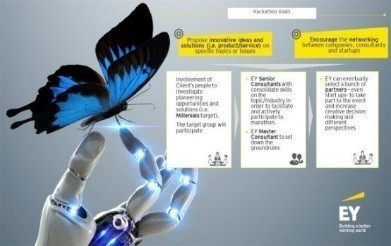 Hackathon Goals
Propose innovative ideas and
solutions (i.e. product/service) on
specific topics or issues
Encourage the networking
between companies, consultants
and startups
Involvement of
Client's people to
investigate
pioneering
opportunities and
solutions (i.e.
Millenials target).
The target group will
participate
EY Senior
Consultants with
consolidate skills
on the
topic/industry in
order to facilitate
and actively
participate to
marathon.
EY Master
Consultant to set
down the
groundrules
EY can eventually
select a bunch of
partners - even
start ups- to take
part to the event
and increase
creative decision
making and
different
perspectives
EY
Building a better
working world